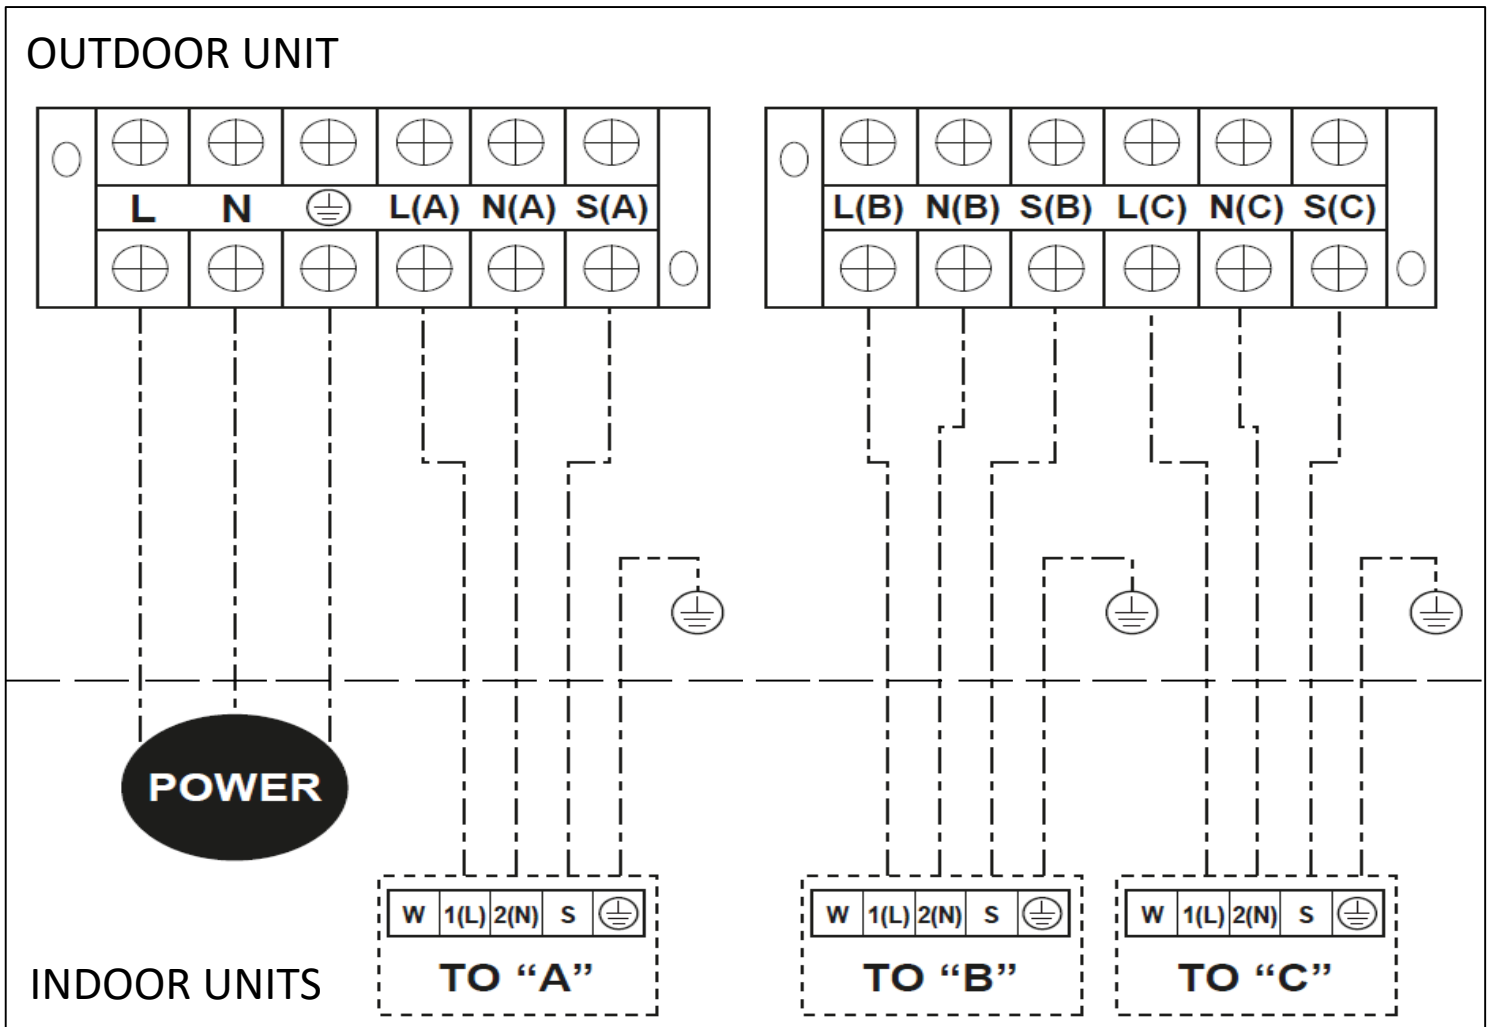 OUTDOOR UNIT
L N L(A) N(A) S(A)
L(B) N(B) S(B) L(C) N(C) S(C)
POWER
W 1(L) 2(N) S
TO “A”
W 1(L) 2(N) S
TO “B”
W 1(L) 2(N) S
TO “C”
INDOOR UNITS